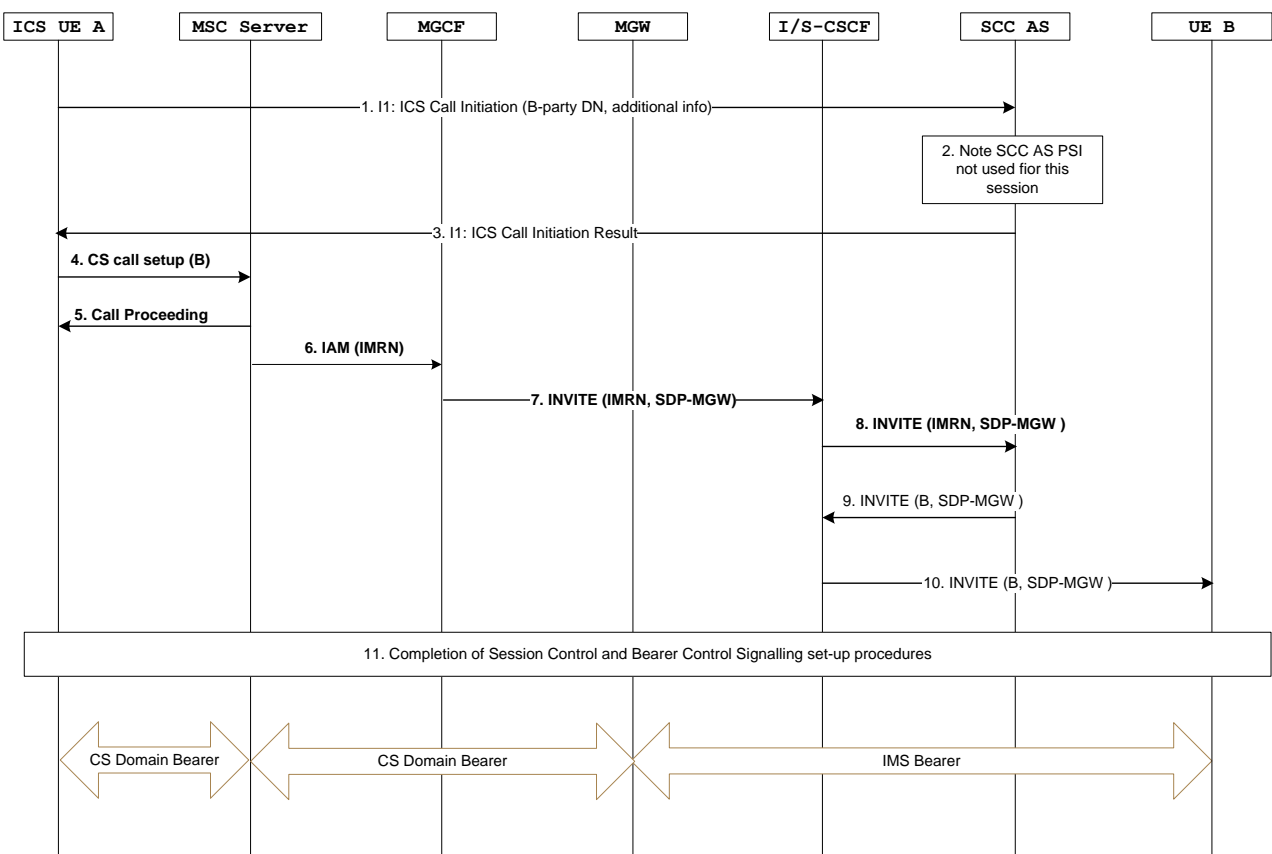 ICS UE A
MSC Server
MGCF
MGW
I/S-CSCF
SCC AS
UE B
1. I1: ICS Call Initiation (B-party DN, additional info)
2. Note SCC AS PSI
not used fior this
session
3. I1: ICS Call Initiation Result
4. CS call setup (B)
5. Call Proceeding
6. IAM (IMRN)
7. INVITE (IMRN, SDP-MGW)
8. INVITE (IMRN, SDP-MGW )
9. INVITE (B, SDP-MGW )
10. INVITE (B, SDP-MGW )
11. Completion of Session Control and Bearer Control Signalling set-up procedures
CS Domain Bearer
CS Domain Bearer
IMS Bearer